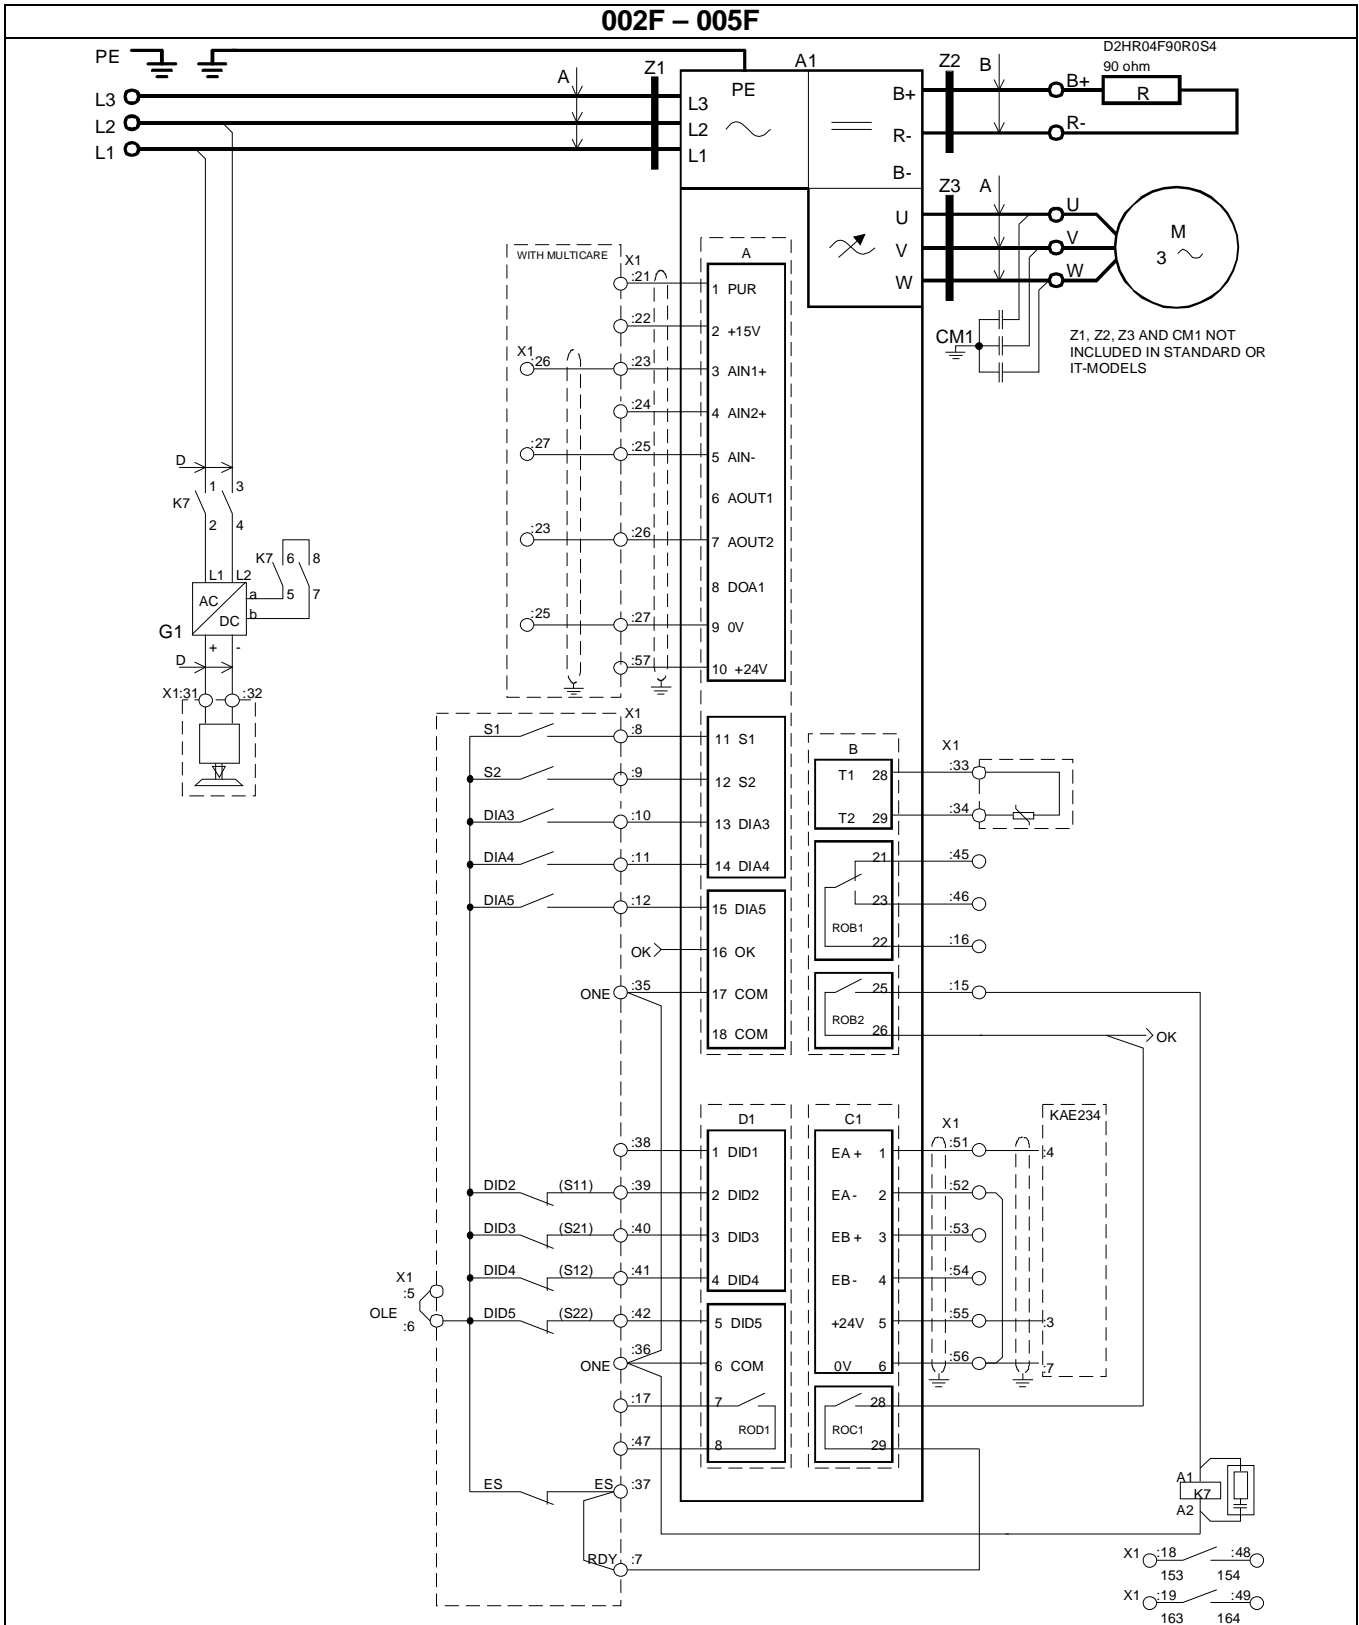 002F – 005F
D2HR04F90R0S4
PE
A1
90 ohm
Z1
Z2
B
B+
A
R
L3
L2
L1
PE
L3
L2
L1
B+
R-
B-
R-
Z3
A
U
V
W
U
V
W
M
3
CM1
Z1, Z2, Z3 AND CM1 NOT
INCLUDED IN STANDARD OR
IT-MODELS
WITH MULTICARE
X1
A
:21
1 PUR
:22
2 +15V
X1
:26
:23
3 AIN1+
:24
4 AIN2+
:27
:25
5 AIN-
6 AOUT1
:23
:26
7 AOUT2
8 DOA1
:25
:27
9 0V
:57
10 +24V
D
K7
1
3
2
4
K7
6
8
5
7
L1
L2
AC
DC
a
b
G1
+
-
D
X1:31
:32
X1
S1
:8
11 S1
S2
:9
12 S2
DIA3
:10
13 DIA3
DIA4
:11
14 DIA4
DIA5
:12
15 DIA5
OK
16 OK
ONE
:35
17 COM
18 COM
B
X1
T1 28
:33
T2 29
:34
21
:45
23
:46
ROB1
22
:16
25
:15
ROB2
26
OK
D1
C1
X1
KAE234
:38
1 DID1
EA + 1
:51
:4
DID2
(S11)
:39
2 DID2
EA - 2
:52
DID3
(S21)
:40
3 DID3
EB + 3
:53
DID4
(S12)
:41
4 DID4
EB - 4
:54
X1
:5
OLE
:6
DID5
(S22)
:42
5 DID5
+24V 5
:55
:3
ONE
:36
6 COM
0V 6
:56
:7
:17
7
ROD1
:47
8
28
ROC1
29
ES
ES
:37
RDY
:7
A1
K7
A2
X1
:18
:48
153
154
X1
:19
:49
163
164